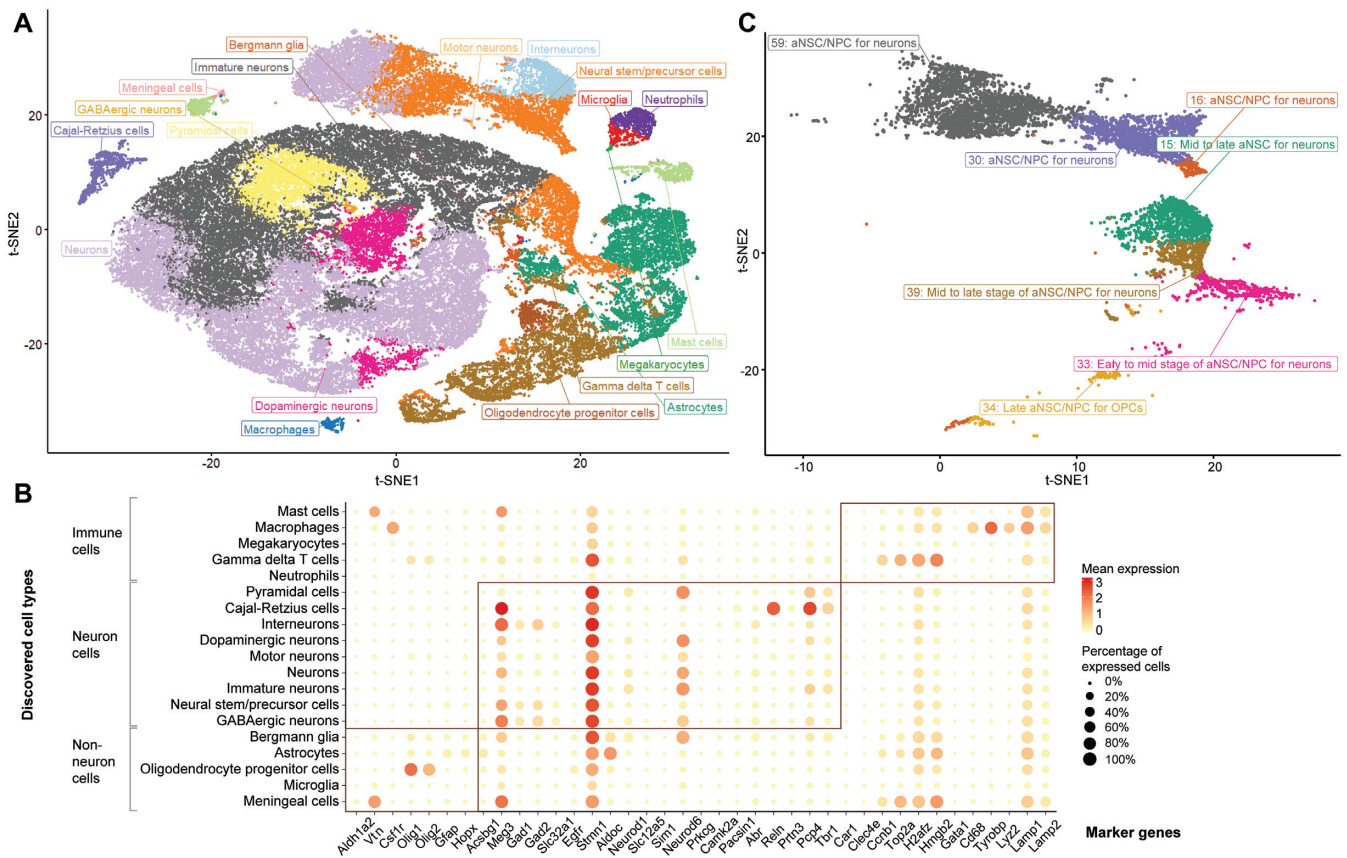 A
Bergmann glia
Motor neurons
Interneurons
Immature neurons
Neural stem/precursor cells
Meningeal cells
Microglia
Neutrophils
GABAergic neurons
Cajal-Retzius cells
Pyramidal cells
Neurons
Mast cells
Megakaryocytes
Gamma delta T cells
Dopaminergic neurons
Oligodendrocyte progenitor cells
Astrocytes
Macrophages
20
0
-20
t-SNE2
-20
0
20
t-SNE1
C
59: aNSC/NPC for neurons
16: aNSC/NPC for neurons
15: Mid to late aNSC for neurons
30: aNSC/NPC for neurons
39: Mid to late stage of aNSC/NPC for neurons
33: Ealy to mid stage of aNSC/NPC for neurons
34: Late aNSC/NPC for OPCs
20
0
-20
t-SNE2
-10
0
10
20
t-SNE1
B
Discovered cell types
Immune
cells
Neuron
cells
Non-
neuron
cells
Mast cells
Macrophages
Megakaryocytes
Gamma delta T cells
Neutrophils
Pyramidal cells
Cajal-Retzius cells
Interneurons
Dopaminergic neurons
Motor neurons
Neurons
Immature neurons
Neural stem/precursor cells
GABAergic neurons
Bergmann glia
Astrocytes
Oligodendrocyte progenitor cells
Microglia
Meningeal cells
Aldh1a2
Vtn
Csf1r
Olig1
Olig2
Gfap
Hopx
Acsbg1
Meg3
Gad1
Gad2
Slc32a1
Egfr
Stmn1
Aldoc
Neurod1
Slc12a5
Sim1
Neurod6
Prkcg
Camk2a
Pacsin1
Abr
Reln
Prtn3
Pcp4
Tbr1
Car1
Clec4e
Ccnb1
Top2a
H2afz
Hmgb2
Gata1
Cd68
Tyrobp
Lyz2
Lamp1
Lamp2
Marker genes
Mean expression
3
2
1
0
Percentage of
expressed cells
0%
20%
40%
60%
80%
100%